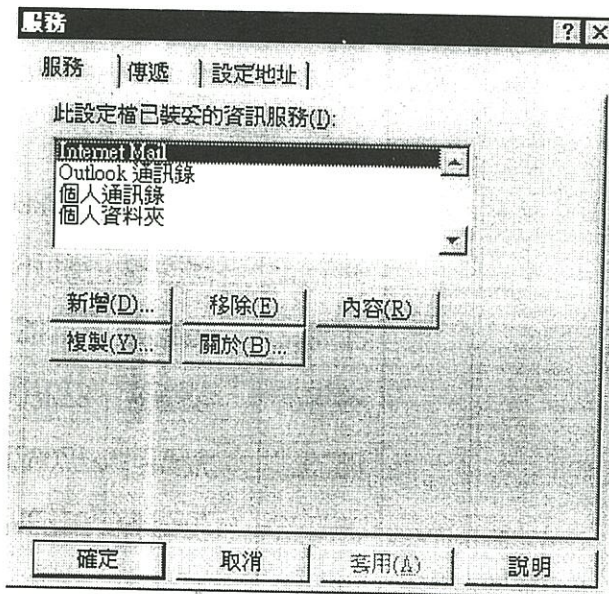 服務
服務 傳遞 設定地址
此設定檔已裝妥的資訊服務(I):
Internet Mail
Outlook 通訊錄
個人通訊錄
個人資料夾
新增(D)... 移除(E) 內容(R)
複製(Y)... 關於(B)...
確定 取消 套用(A) 說明